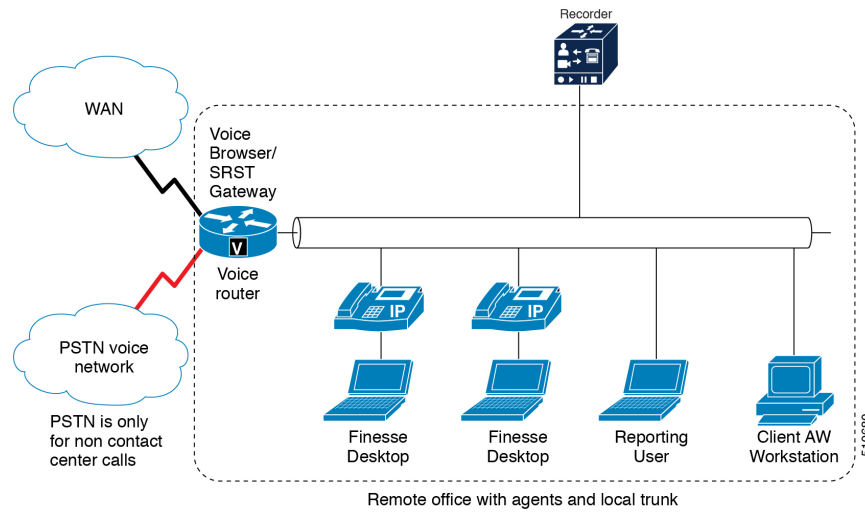 Recorder
WAN
Voice
Browser/
SRST
Gateway
V
Voice
router
IP
IP
PSTN voice
network
PSTN is only
for non contact
center calls
Finesse
Desktop
Finesse
Desktop
Reporting
User
Client AW
Workstation
Remote office with agents and local trunk